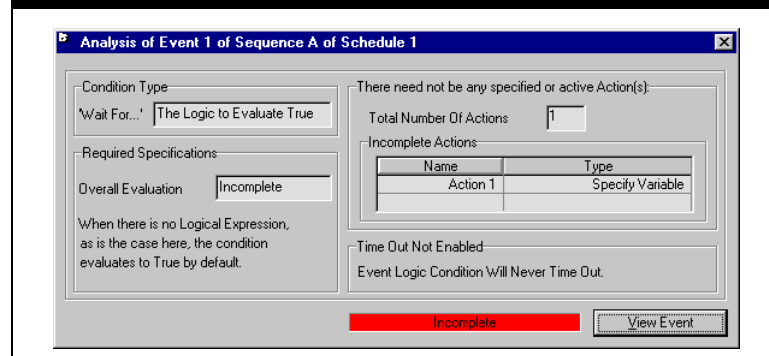 Analysis of Event 1 of Sequence A of Schedule 1
Condition Type
'Wait For...' The Logic to Evaluate True
Required Specifications
Overall Evaluation Incomplete
When there is no Logical Expression,
as is the case here, the condition
evaluates to True by default.
There need not be any specified or active Action(s):
Total Number Of Actions 1
Incomplete Actions
Name Type
Action 1 Specify Variable
Time Out Not Enabled
Event Logic Condition Will Never Time Out.
Incomplete View Event